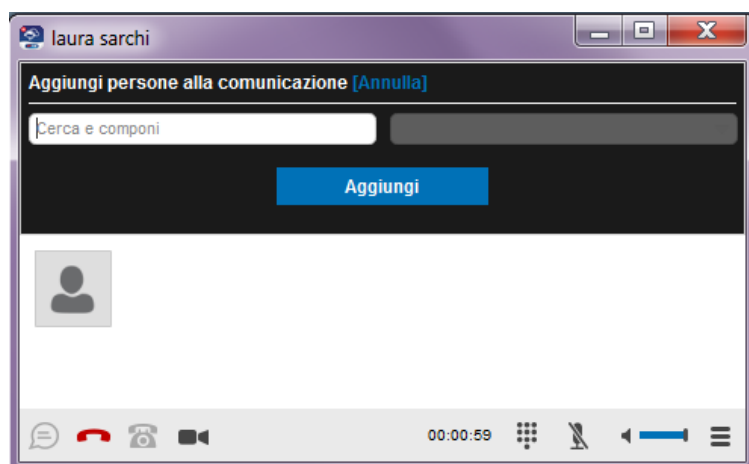 laura sarchi
Aggiungi persone alla comunicazione [Annulla]
Cerca e componi
Aggiungi
00:00:59